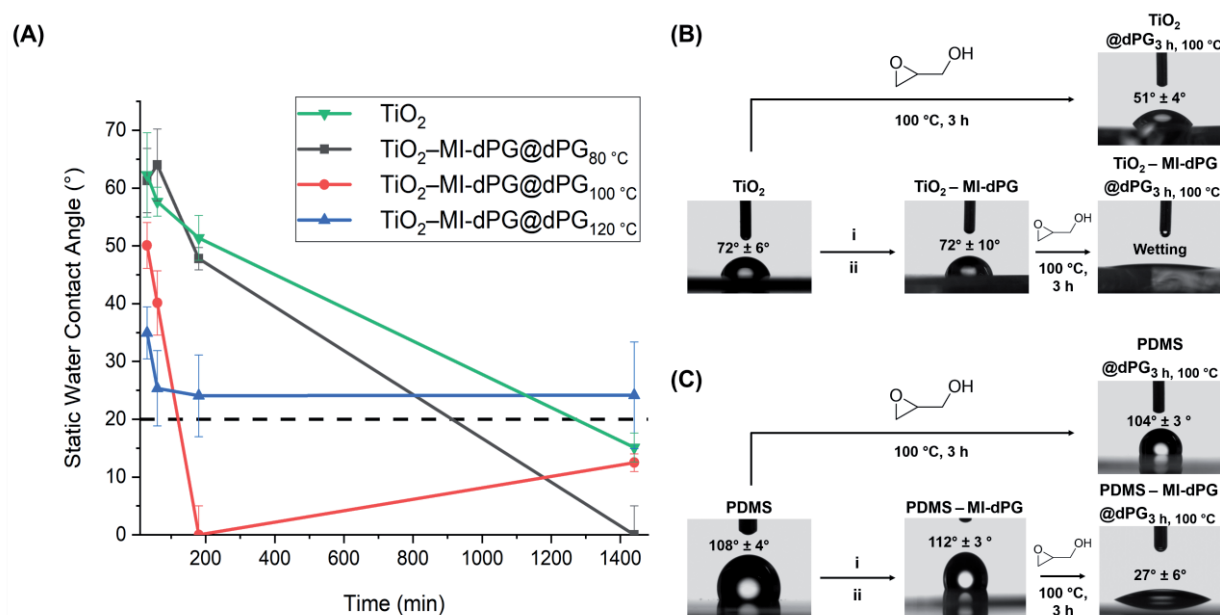 (A)
Static Water Contact Angle (°)
70
60
50
40
30
20
10
0
200
400
600
800
1000
1200
1400
Time (min)
TiO2
TiO2–MI-dPG@dPG80 °C
TiO2–MI-dPG@dPG100 °C
TiO2–MI-dPG@dPG120 °C
(B)
O
OH
100 °C, 3 h
TiO2
@dPG3 h, 100 °C
51° ± 4°
TiO2
72° ± 6°
i
ii
TiO2 – MI-dPG
72° ± 10°
O
OH
100 °C,
3 h
TiO2 – MI-dPG
@dPG3 h, 100 °C
Wetting
(C)
O
OH
100 °C, 3 h
PDMS
@dPG3 h, 100 °C
104° ± 3 °
PDMS
108° ± 4°
i
ii
PDMS – MI-dPG
112° ± 3 °
O
OH
100 °C,
3 h
PDMS – MI-dPG
@dPG3 h, 100 °C
27° ± 6°